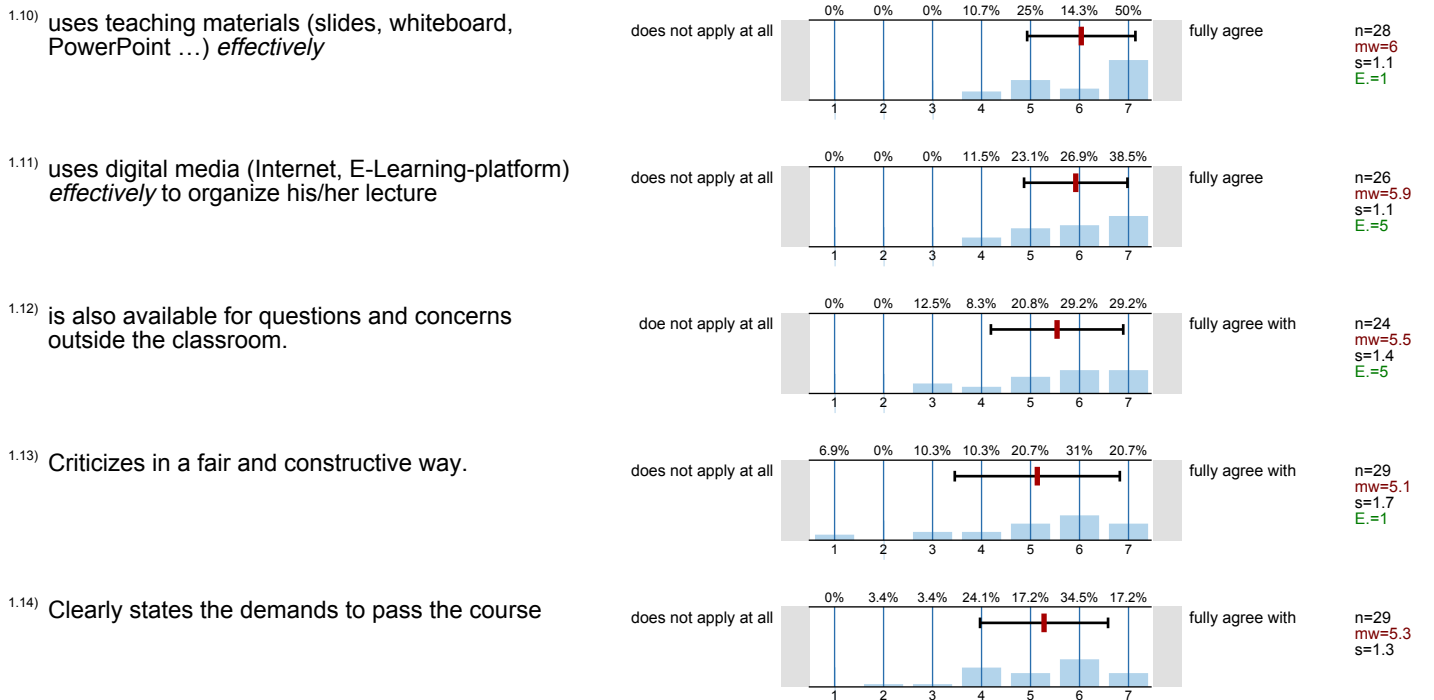 1.10) uses teaching materials (slides, whiteboard,
PowerPoint …) effectively
0% 0% 0% 10.7% 25% 14.3% 50%
does not apply at all
fully agree
1 2 3 4 5 6 7
n=28
mw=6
s=1.1
E.=1
1.11) uses digital media (Internet, E-Learning-platform)
effectively to organize his/her lecture
0% 0% 0% 11.5% 23.1% 26.9% 38.5%
does not apply at all
fully agree
1 2 3 4 5 6 7
n=26
mw=5.9
s=1.1
E.=5
1.12) is also available for questions and concerns
outside the classroom.
0% 0% 12.5% 8.3% 20.8% 29.2% 29.2%
doe not apply at all
fully agree with
1 2 3 4 5 6 7
n=24
mw=5.5
s=1.4
E.=5
1.13) Criticizes in a fair and constructive way.
6.9% 0% 10.3% 10.3% 20.7% 31% 20.7%
does not apply at all
fully agree with
1 2 3 4 5 6 7
n=29
mw=5.1
s=1.7
E.=1
1.14) Clearly states the demands to pass the course
0% 3.4% 3.4% 24.1% 17.2% 34.5% 17.2%
does not apply at all
fully agree with
1 2 3 4 5 6 7
n=29
mw=5.3
s=1.3